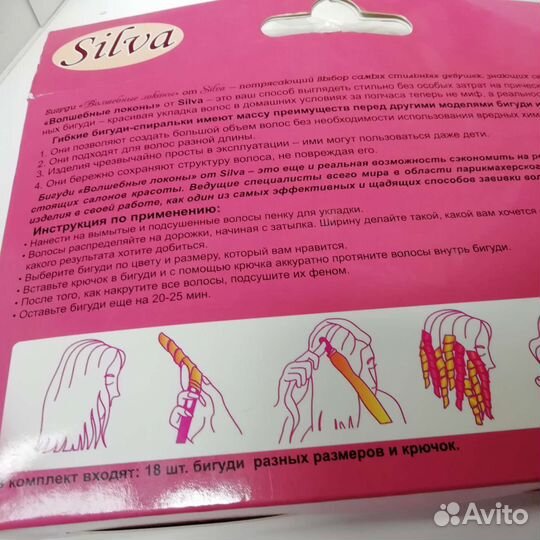 Silva
Бигуди «Волшебные локоны» от Silva – потрясающий выбор самых стильных девушек, знающих
«Волшебные локоны» от Silva – это ваш способ выглядеть стильно без особых затрат на прическ
ных бигуди – красивая укладка волос в домашних условиях за полчаса теперь не миф, а реальнос
Гибкие бигуди-спиральки имеют массу преимуществ перед другими моделями бигуди и
1. Они позволяют создать большой объем волос без необходимости использования вредных хим
2. Они подходят для волос разной длины.
3. Изделия чрезвычайно просты в эксплуатации – ими могут пользоваться даже дети.
4. Они бережно сохраняют структуру волоса, не повреждая его.
Бигуди «Волшебные локоны» от Silva – это еще и реальная возможность сэкономить на
стоящих салонов красоты. Ведущие специалисты всего мира в области парикмахерского
изделия в своей работе, как один из самых эффективных и щадящих способов завивки вол
Инструкция по применению:
• Нанести на вымытые и подсушенные волосы пенку для укладки.
• Волосы распределяйте на дорожки, начиная с затылка. Ширину делайте такой, какой вам хочется
какого результата хотите добиться.
• Выберите бигуди по цвету и размеру, который вам нравится.
• Вставьте крючок в бигуди и с помощью крючка аккуратно протяните волосы внутрь бигуди.
• После того, как накрутите все волосы, подсушите их феном.
• Оставьте бигуди еще на 20-25 мин.
комплект входят: 18 шт. бигуди разных размеров и крючок.
Avito